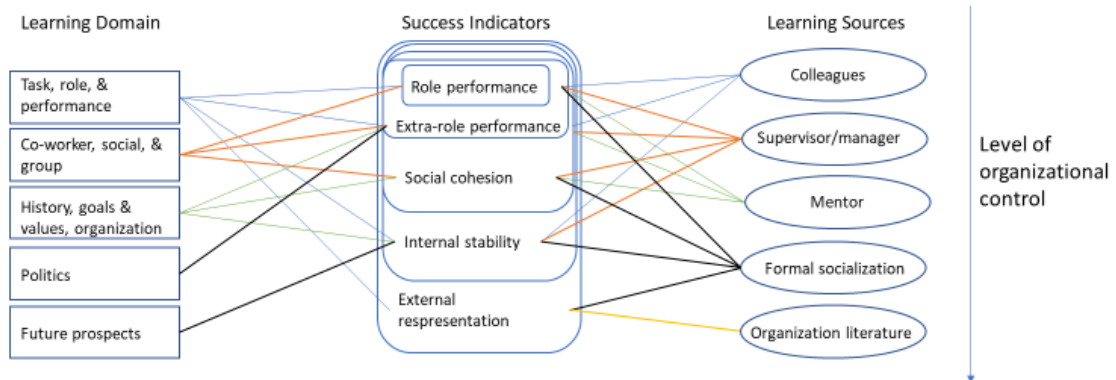 Learning Domain
Success Indicators
Learning Sources
Task, role, &
performance
Co-worker, social, &
group
History, goals &
values, organization
Politics
Future prospects
Role performance
Extra-role performance
Social cohesion
Internal stability
External
respresentation
Colleagues
Supervisor/manager
Mentor
Formal socialization
Organization literature
Level of
organizational
control